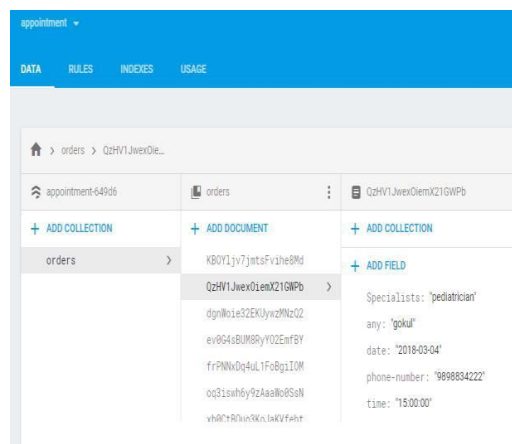 appointment
DATA RULES INDEXES USAGE
orders > QzHV1JwexOie...
appointment-649d6
+ ADD COLLECTION
orders
orders
+ ADD DOCUMENT
KBOYljv7jmtsFvihe8Md
QzHV1JwexOiemX21GWPb
dgnWoie32EKUywzMNzQ2
ev0G4sBUM8RyYO2EmfBY
frPNNxDq4uL1FoBgiIOM
oq3iswh6y9zAaaWo0SsN
QzHV1JwexOiemX21GWPb
+ ADD COLLECTION
+ ADD FIELD
Specialists: "pediatrician"
any: "gokul"
date: "2018-03-04"
phone-number: "9898834222"
time: "15:00:00"